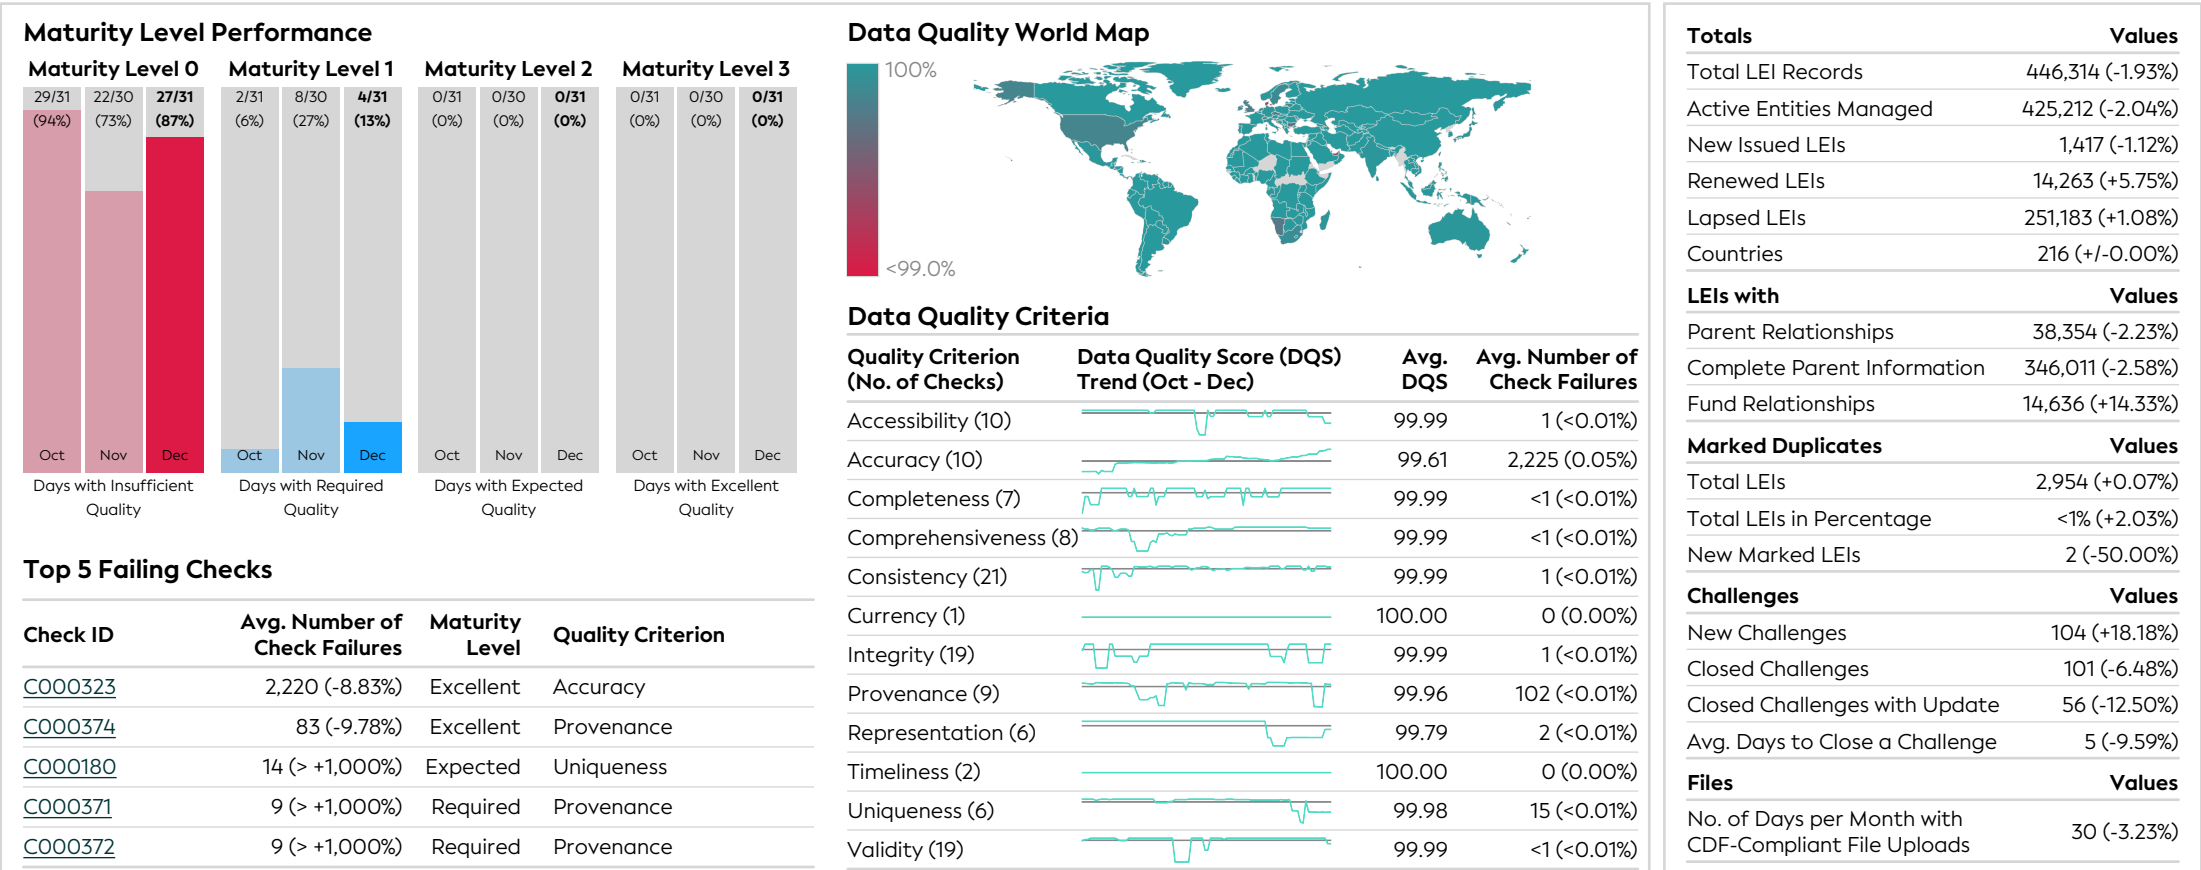 Maturity Level Performance
Maturity Level 0 Maturity Level 1 Maturity Level 2 Maturity Level 3
29/31 22/30 27/31 2/31 8/30 4/31 0/31 0/30 0/31 0/31 0/30 0/31
(94%) (73%) (87%) (6%) (27%) (13%) (0%) (0%) (0%) (0%) (0%) (0%)
Oct Nov Dec Oct Nov Dec Oct Nov Dec Oct Nov Dec
Days with Insufficient Days with Required Days with Expected Days with Excellent
Quality Quality Quality Quality
Top 5 Failing Checks
Check ID Avg. Number of Check Failures Maturity Level Quality Criterion
C000323 2,220 (-8.83%) Excellent Accuracy
C000374 83 (-9.78%) Excellent Provenance
C000180 14 (> +1,000%) Expected Uniqueness
C000371 9 (> +1,000%) Required Provenance
C000372 9 (> +1,000%) Required Provenance
Data Quality World Map
100%
<99.0%
Data Quality Criteria
Quality Criterion Data Quality Score (DQS) Avg. Avg. Number of
(No. of Checks) Trend (Oct - Dec) DQS Check Failures
Accessibility (10) 99.99 1 (<0.01%)
Accuracy (10) 99.61 2,225 (0.05%)
Completeness (7) 99.99 <1 (<0.01%)
Comprehensiveness (8) 99.99 <1 (<0.01%)
Consistency (21) 99.99 1 (<0.01%)
Currency (1) 100.00 0 (0.00%)
Integrity (19) 99.99 1 (<0.01%)
Provenance (9) 99.96 102 (<0.01%)
Representation (6) 99.79 2 (<0.01%)
Timeliness (2) 100.00 0 (0.00%)
Uniqueness (6) 99.98 15 (<0.01%)
Validity (19) 99.99 <1 (<0.01%)
Totals Values
Total LEI Records 446,314 (-1.93%)
Active Entities Managed 425,212 (-2.04%)
New Issued LEIs 1,417 (-1.12%)
Renewed LEIs 14,263 (+5.75%)
Lapsed LEIs 251,183 (+1.08%)
Countries 216 (+/-0.00%)
LEIs with Values
Parent Relationships 38,354 (-2.23%)
Complete Parent Information 346,011 (-2.58%)
Fund Relationships 14,636 (+14.33%)
Marked Duplicates Values
Total LEIs 2,954 (+0.07%)
Total LEIs in Percentage <1% (+2.03%)
New Marked LEIs 2 (-50.00%)
Challenges Values
New Challenges 104 (+18.18%)
Closed Challenges 101 (-6.48%)
Closed Challenges with Update 56 (-12.50%)
Avg. Days to Close a Challenge 5 (-9.59%)
Files Values
No. of Days per Month with
CDF-Compliant File Uploads 30 (-3.23%)